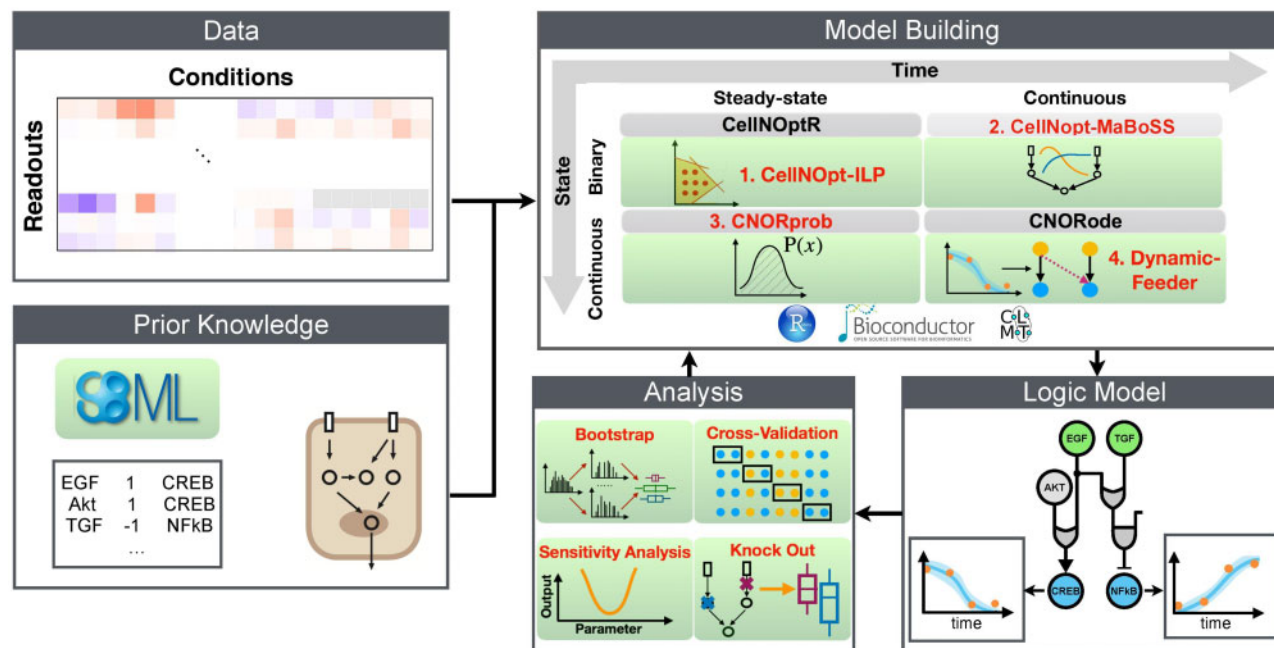 Data
Conditions
Readouts
Prior Knowledge
SBML
EGF 1 CREB
Akt 1 CREB
TGF -1 NFkB
...
Model Building
Time
State
Steady-state
Continuous
Binary
Continuous
CellNOptR
2. CellNopt-MaBoSS
1. CellNOpt-ILP
3. CNORprob
CNORode
P(x)
4. Dynamic-
Feeder
R
Bioconductor
OPEN SOURCE SOFTWARE FOR BIOINFORMATICS
C L
M T
Analysis
Bootstrap
Cross-Validation
Sensitivity Analysis
Knock Out
Output
Parameter
Logic Model
EGF
TGF
AKT
CREB
NFkB
time
time